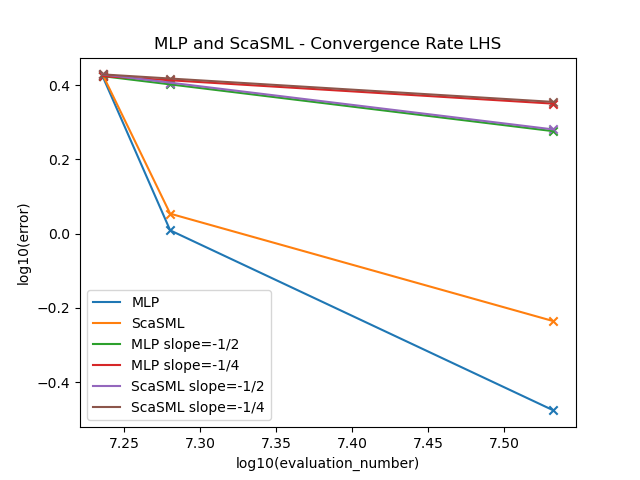 MLP and ScaSML - Convergence Rate LHS
log10(error)
0.4
0.2
0.0
−0.2
−0.4
MLP
ScaSML
MLP slope=-1/2
MLP slope=-1/4
ScaSML slope=-1/2
ScaSML slope=-1/4
7.25 7.30 7.35 7.40 7.45 7.50
log10(evaluation_number)